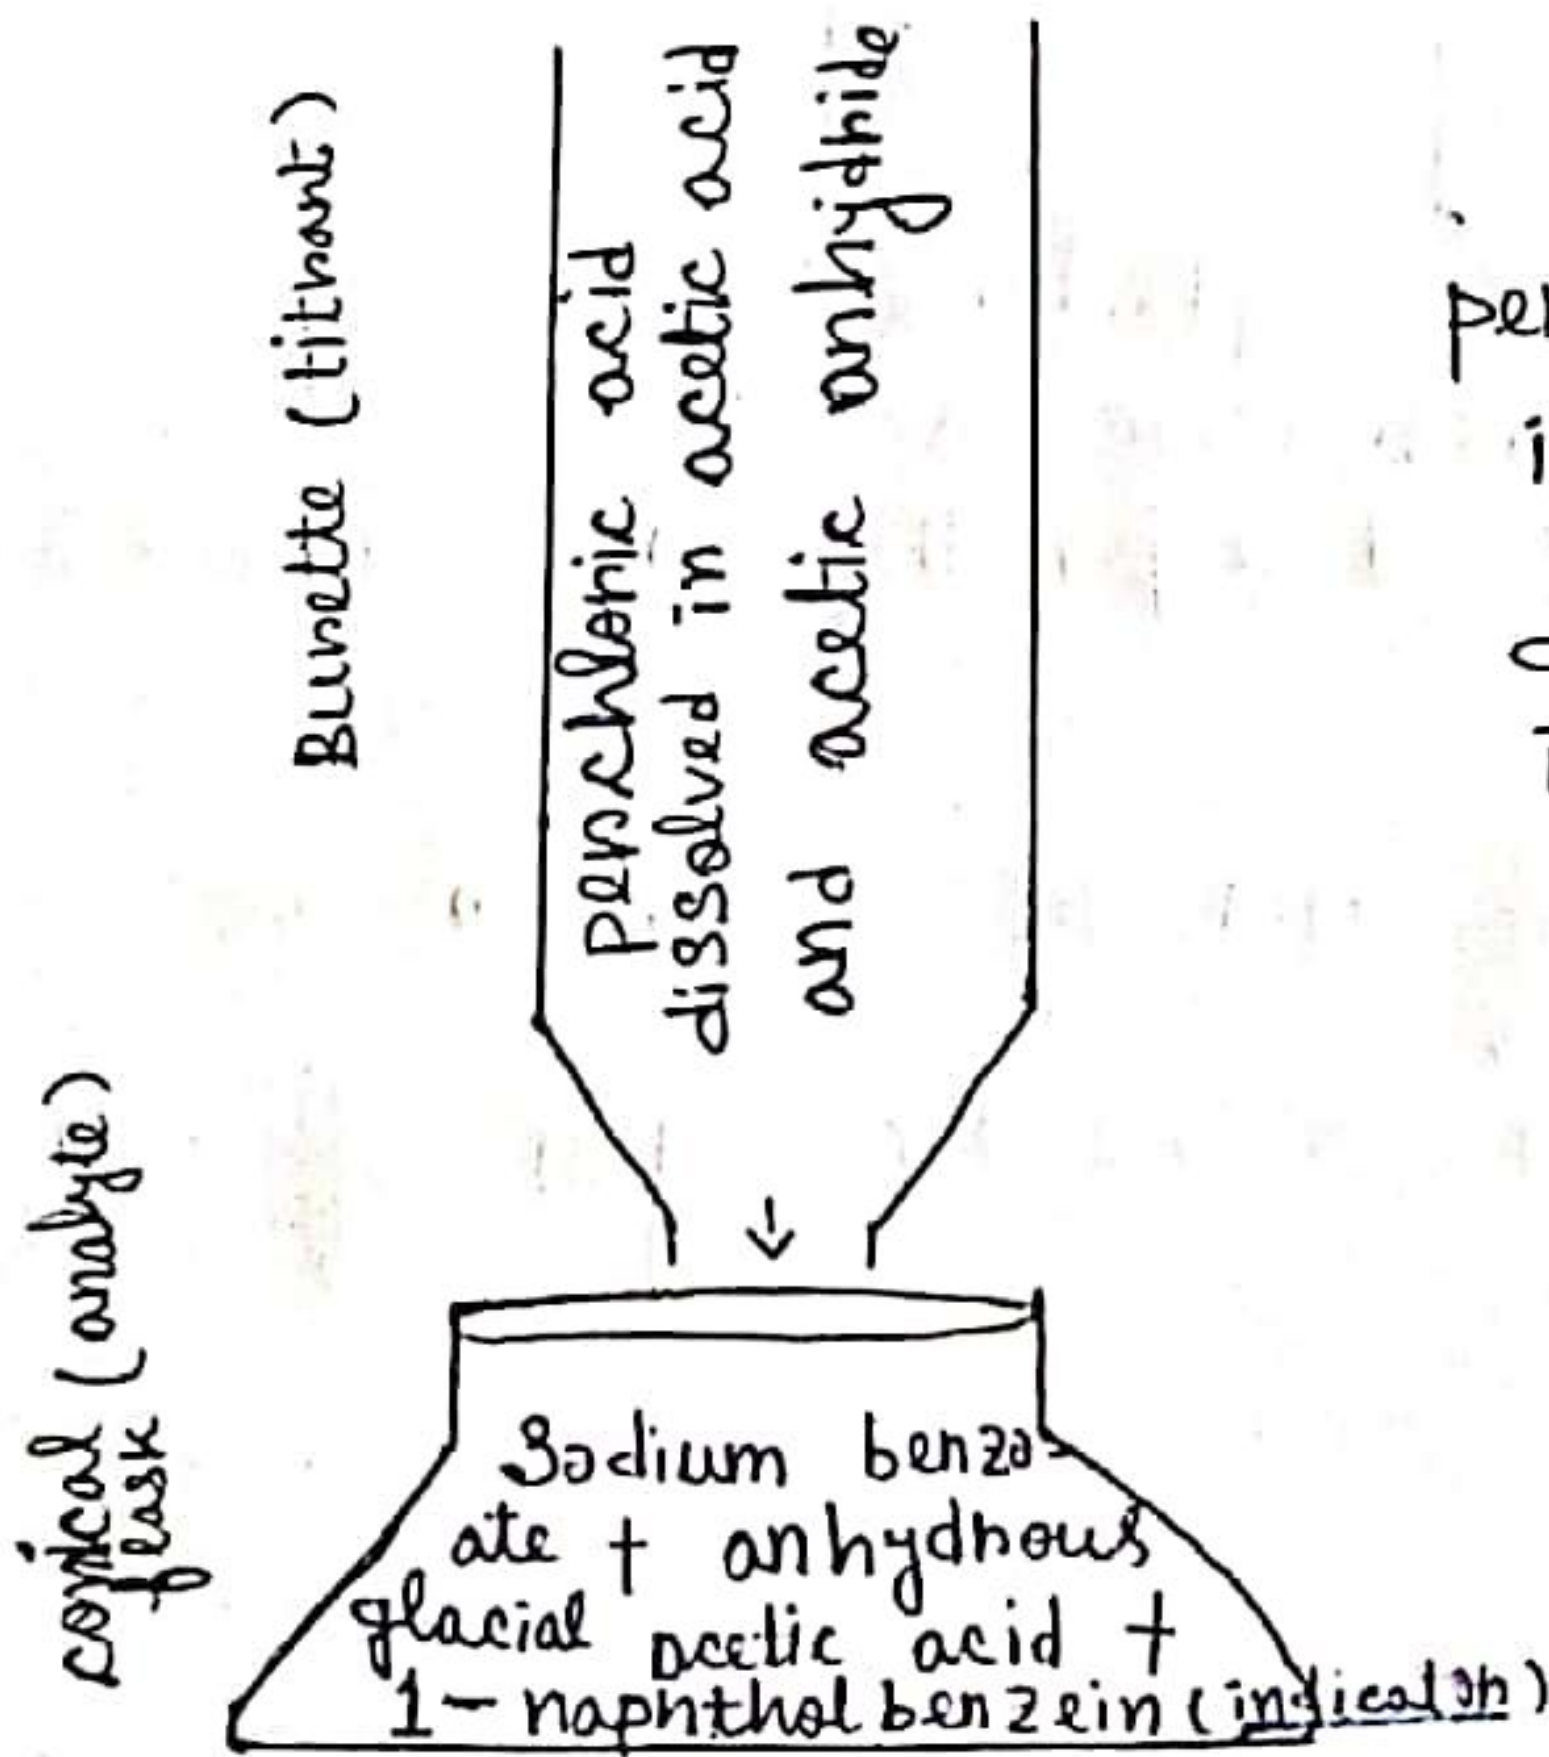 Burette (titrant)
perchloric acid
dissolved in acetic acid
and acetic anhydride
conical (analyte)
flask
Sodium benzo-
ate + anhydrous
glacial acetic acid +
1-naphthol benzein (indicator)